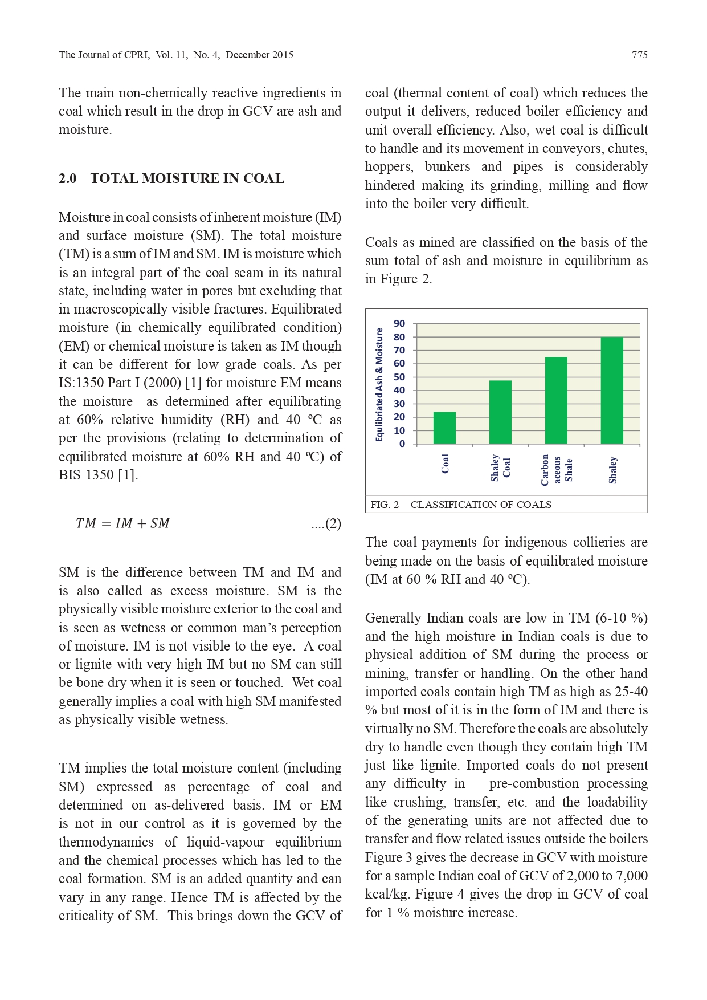 The Journal of CPRI, Vol. 11, No. 4, December 2015
775
The main non-chemically reactive ingredients in
coal which result in the drop in GCV are ash and
moisture.
2.0 TOTAL MOISTURE IN COAL
Moisture in coal consists of inherent moisture (IM)
and surface moisture (SM). The total moisture
(TM) is a sum of IM and SM. IM is moisture which
is an integral part of the coal seam in its natural
state, including water in pores but excluding that
in macroscopically visible fractures. Equilibrated
moisture (in chemically equilibrated condition)
(EM) or chemical moisture is taken as IM though
it can be different for low grade coals. As per
IS:1350 Part I (2000) [1] for moisture EM means
the moisture as determined after equilibrating
at 60% relative humidity (RH) and 40 ºC as
per the provisions (relating to determination of
equilibrated moisture at 60% RH and 40 ºC) of
BIS 1350 [1].
TM = IM + SM ....(2)
SM is the difference between TM and IM and
is also called as excess moisture. SM is the
physically visible moisture exterior to the coal and
is seen as wetness or common man’s perception
of moisture. IM is not visible to the eye. A coal
or lignite with very high IM but no SM can still
be bone dry when it is seen or touched. Wet coal
generally implies a coal with high SM manifested
as physically visible wetness.
TM implies the total moisture content (including
SM) expressed as percentage of coal and
determined on as-delivered basis. IM or EM
is not in our control as it is governed by the
thermodynamics of liquid-vapour equilibrium
and the chemical processes which has led to the
coal formation. SM is an added quantity and can
vary in any range. Hence TM is affected by the
criticality of SM. This brings down the GCV of
coal (thermal content of coal) which reduces the
output it delivers, reduced boiler efficiency and
unit overall efficiency. Also, wet coal is difficult
to handle and its movement in conveyors, chutes,
hoppers, bunkers and pipes is considerably
hindered making its grinding, milling and flow
into the boiler very difficult.
Coals as mined are classified on the basis of the
sum total of ash and moisture in equilibrium as
in Figure 2.
Equlibriated Ash & Moisture
90
80
70
60
50
40
30
20
10
0
Coal
Shaley
Coal
Carbon
aceous
Shale
Shaley
FIG. 2 CLASSIFICATION OF COALS
The coal payments for indigenous collieries are
being made on the basis of equilibrated moisture
(IM at 60 % RH and 40 ºC).
Generally Indian coals are low in TM (6-10 %)
and the high moisture in Indian coals is due to
physical addition of SM during the process or
mining, transfer or handling. On the other hand
imported coals contain high TM as high as 25-40
% but most of it is in the form of IM and there is
virtually no SM. Therefore the coals are absolutely
dry to handle even though they contain high TM
just like lignite. Imported coals do not present
any difficulty in pre-combustion processing
like crushing, transfer, etc. and the loadability
of the generating units are not affected due to
transfer and flow related issues outside the boilers
Figure 3 gives the decrease in GCV with moisture
for a sample Indian coal of GCV of 2,000 to 7,000
kcal/kg. Figure 4 gives the drop in GCV of coal
for 1 % moisture increase.